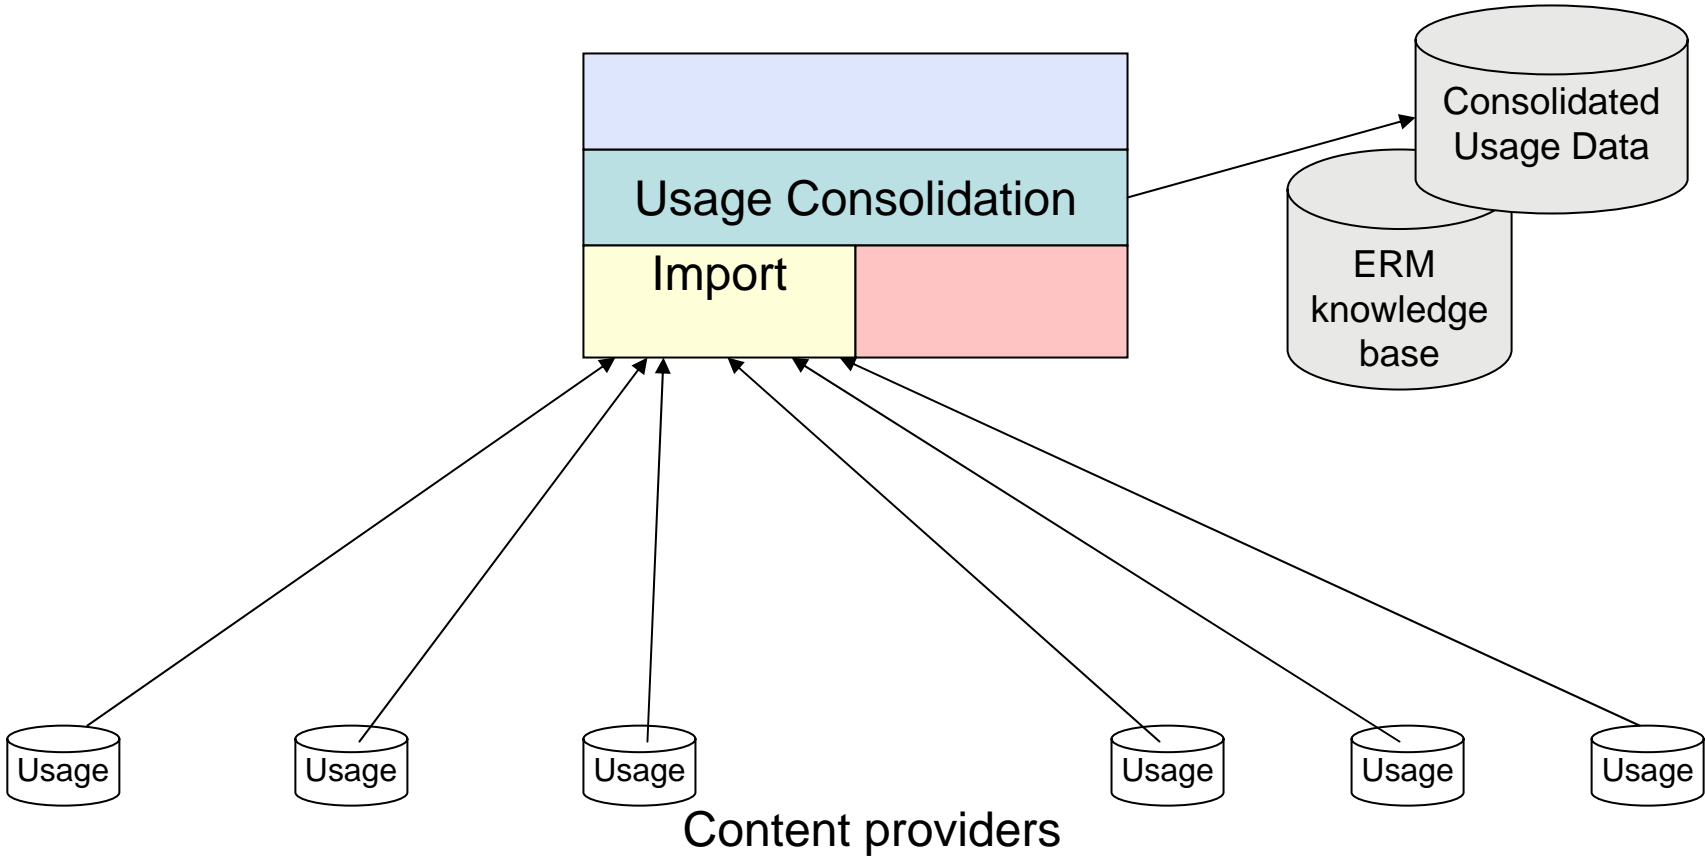 Consolidated
Usage Data
Usage Consolidation
Import
ERM
knowledge
base
Usage
Usage
Usage
Usage
Usage
Usage
Content providers